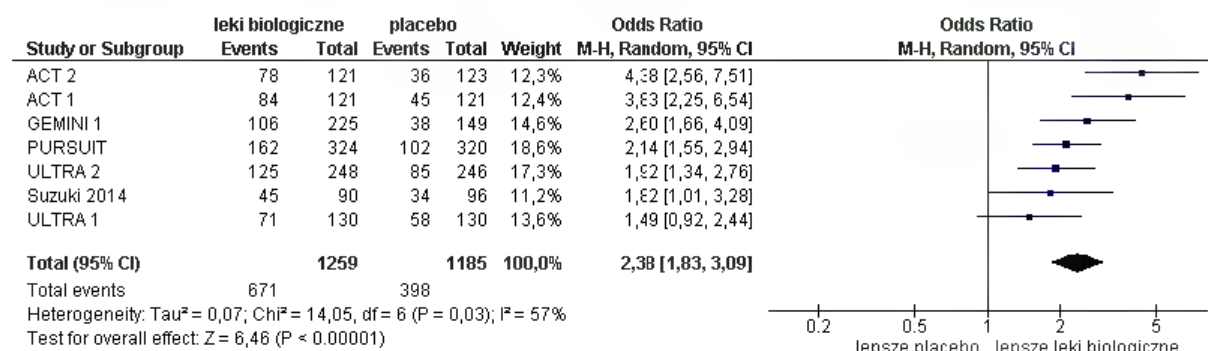 leki biologiczne placebo Odds Ratio Odds Ratio
Study or Subgroup Events Total Events Total Weight M-H, Random, 95% CI M-H, Random, 95% CI
ACT 2 78 121 36 123 12,3% 4,38 [2,56, 7,51]
ACT 1 84 121 45 121 12,4% 3,83 [2,25, 6,54]
GEMINI 1 106 225 38 149 14,6% 2,60 [1,66, 4,09]
PURSUIT 162 324 102 320 18,6% 2,14 [1,55, 2,94]
ULTRA 2 125 248 85 246 17,3% 1,92 [1,34, 2,76]
Suzuki 2014 45 90 34 96 11,2% 1,82 [1,01, 3,28]
ULTRA 1 71 130 58 130 13,6% 1,49 [0,92, 2,44]
Total (95% CI) 1259 1185 100,0% 2,38 [1,83, 3,09]
Total events 671 398
Heterogeneity: Tau² = 0,07; Chi² = 14,05, df = 6 (P = 0,03); I² = 57%
Test for overall effect: Z = 6,46 (P < 0.00001)
0.2 0.5 1 2 5
lepsze placebo lepsze leki biologiczne